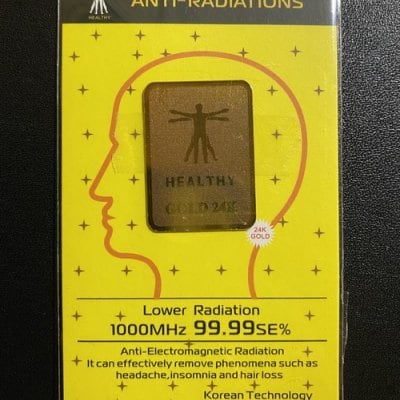 ANTI-RADIATIONS
HEALTHY
HEALTHY
GOLD 24K
24K
GOLD
Lower Radiation
1000MHz 99.99SE%
Anti-Electromagnetic Radiation
It can effectively remove phenomena such as
headache,insomnia and hair loss
Korean Technology